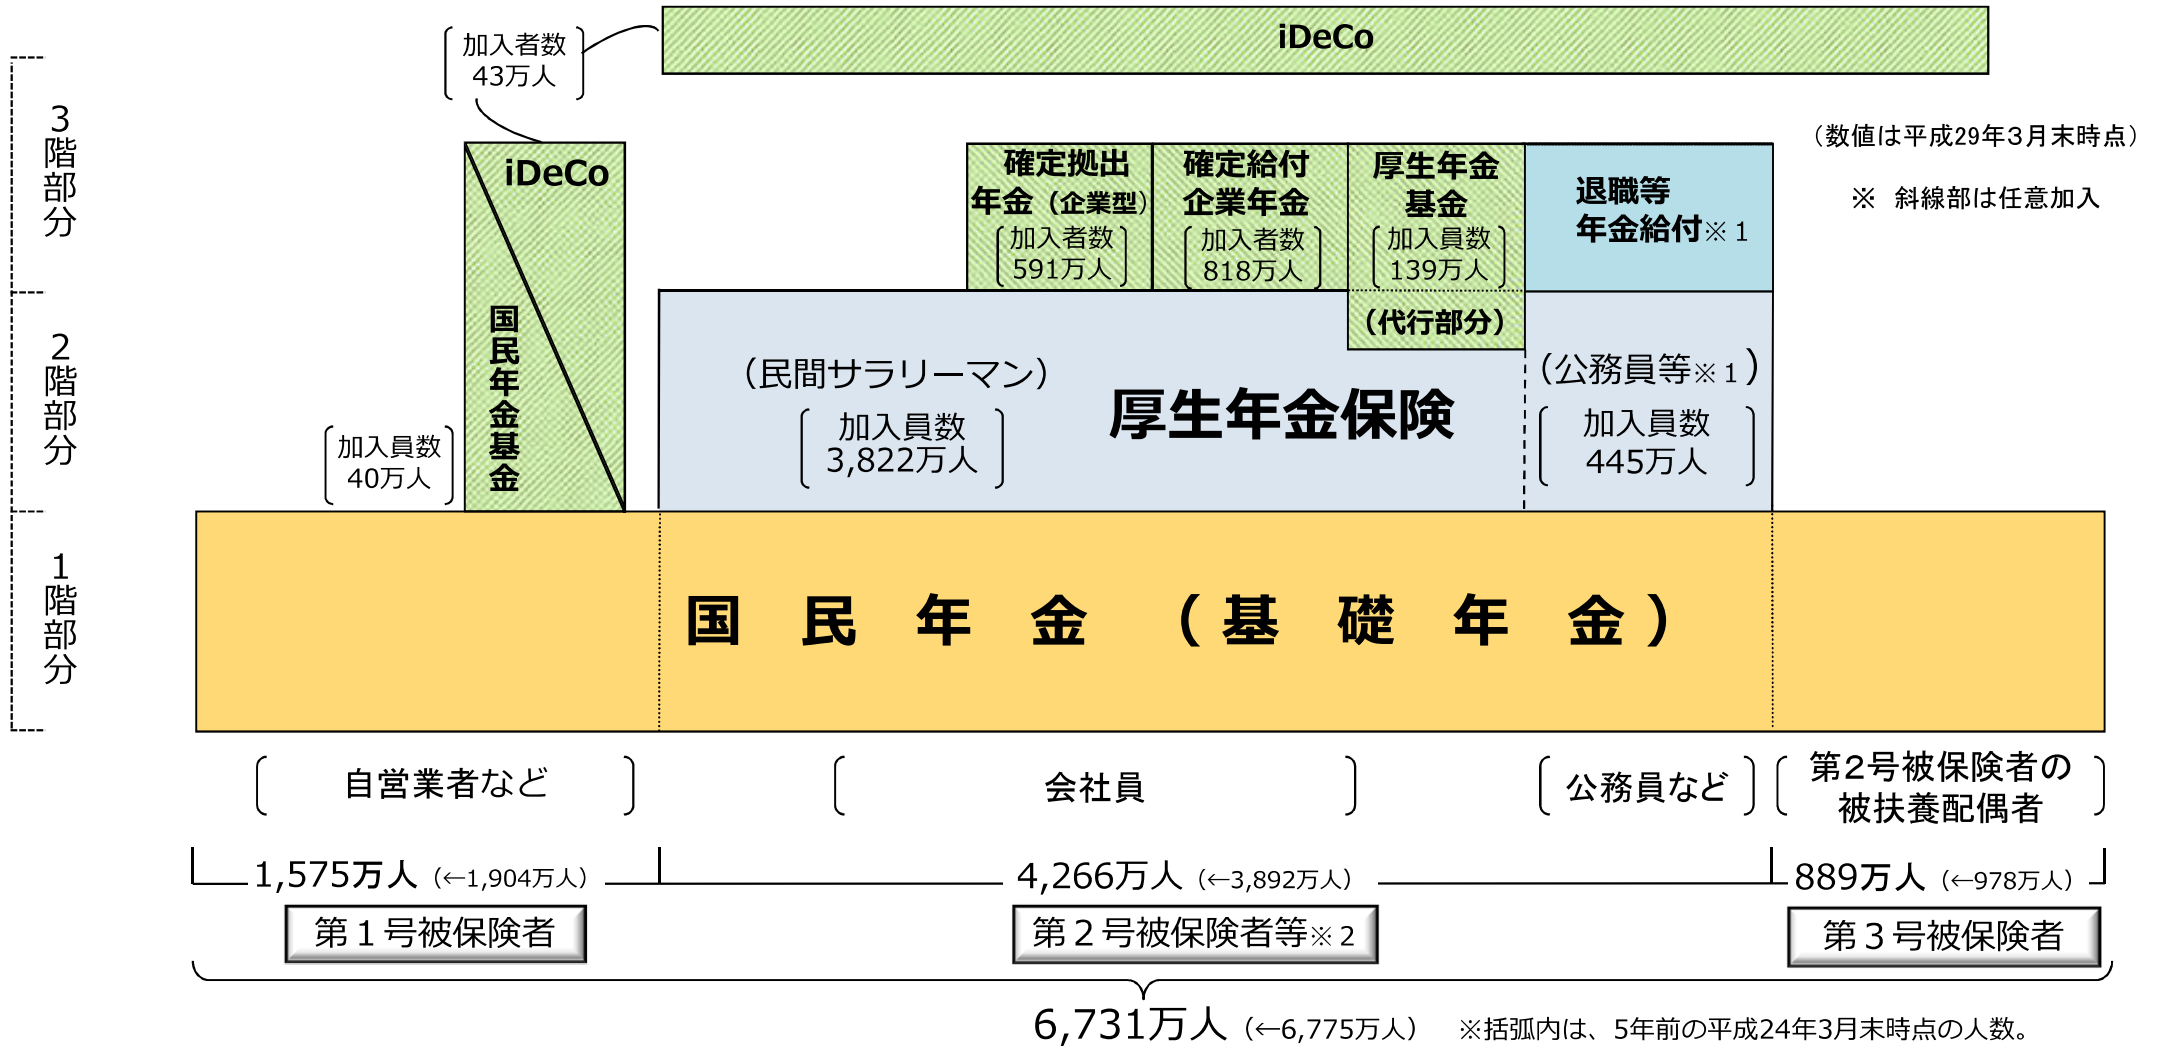 iDeCo
加入者数
43万人
3階部分
2階部分
1階部分
(数値は平成29年3月末時点)
※ 斜線部は任意加入
iDeCo
国民年金基金
加入員数
40万人
確定拠出
年金(企業型)
加入者数
591万人
確定給付
企業年金
加入者数
818万人
厚生年金
基金
加入員数
139万人
(代行部分)
退職等
年金給付※1
(民間サラリーマン)
加入員数
3,822万人
厚生年金保険
(公務員等※1)
加入員数
445万人
国民年金(基礎年金)
自営業者など
会社員
公務員など
第2号被保険者の
被扶養配偶者
1,575万人(←1,904万人)
4,266万人(←3,892万人)
889万人(←978万人)
第1号被保険者
第2号被保険者等※2
第3号被保険者
6,731万人(←6,775万人) ※括弧内は、5年前の平成24年3月末時点の人数。